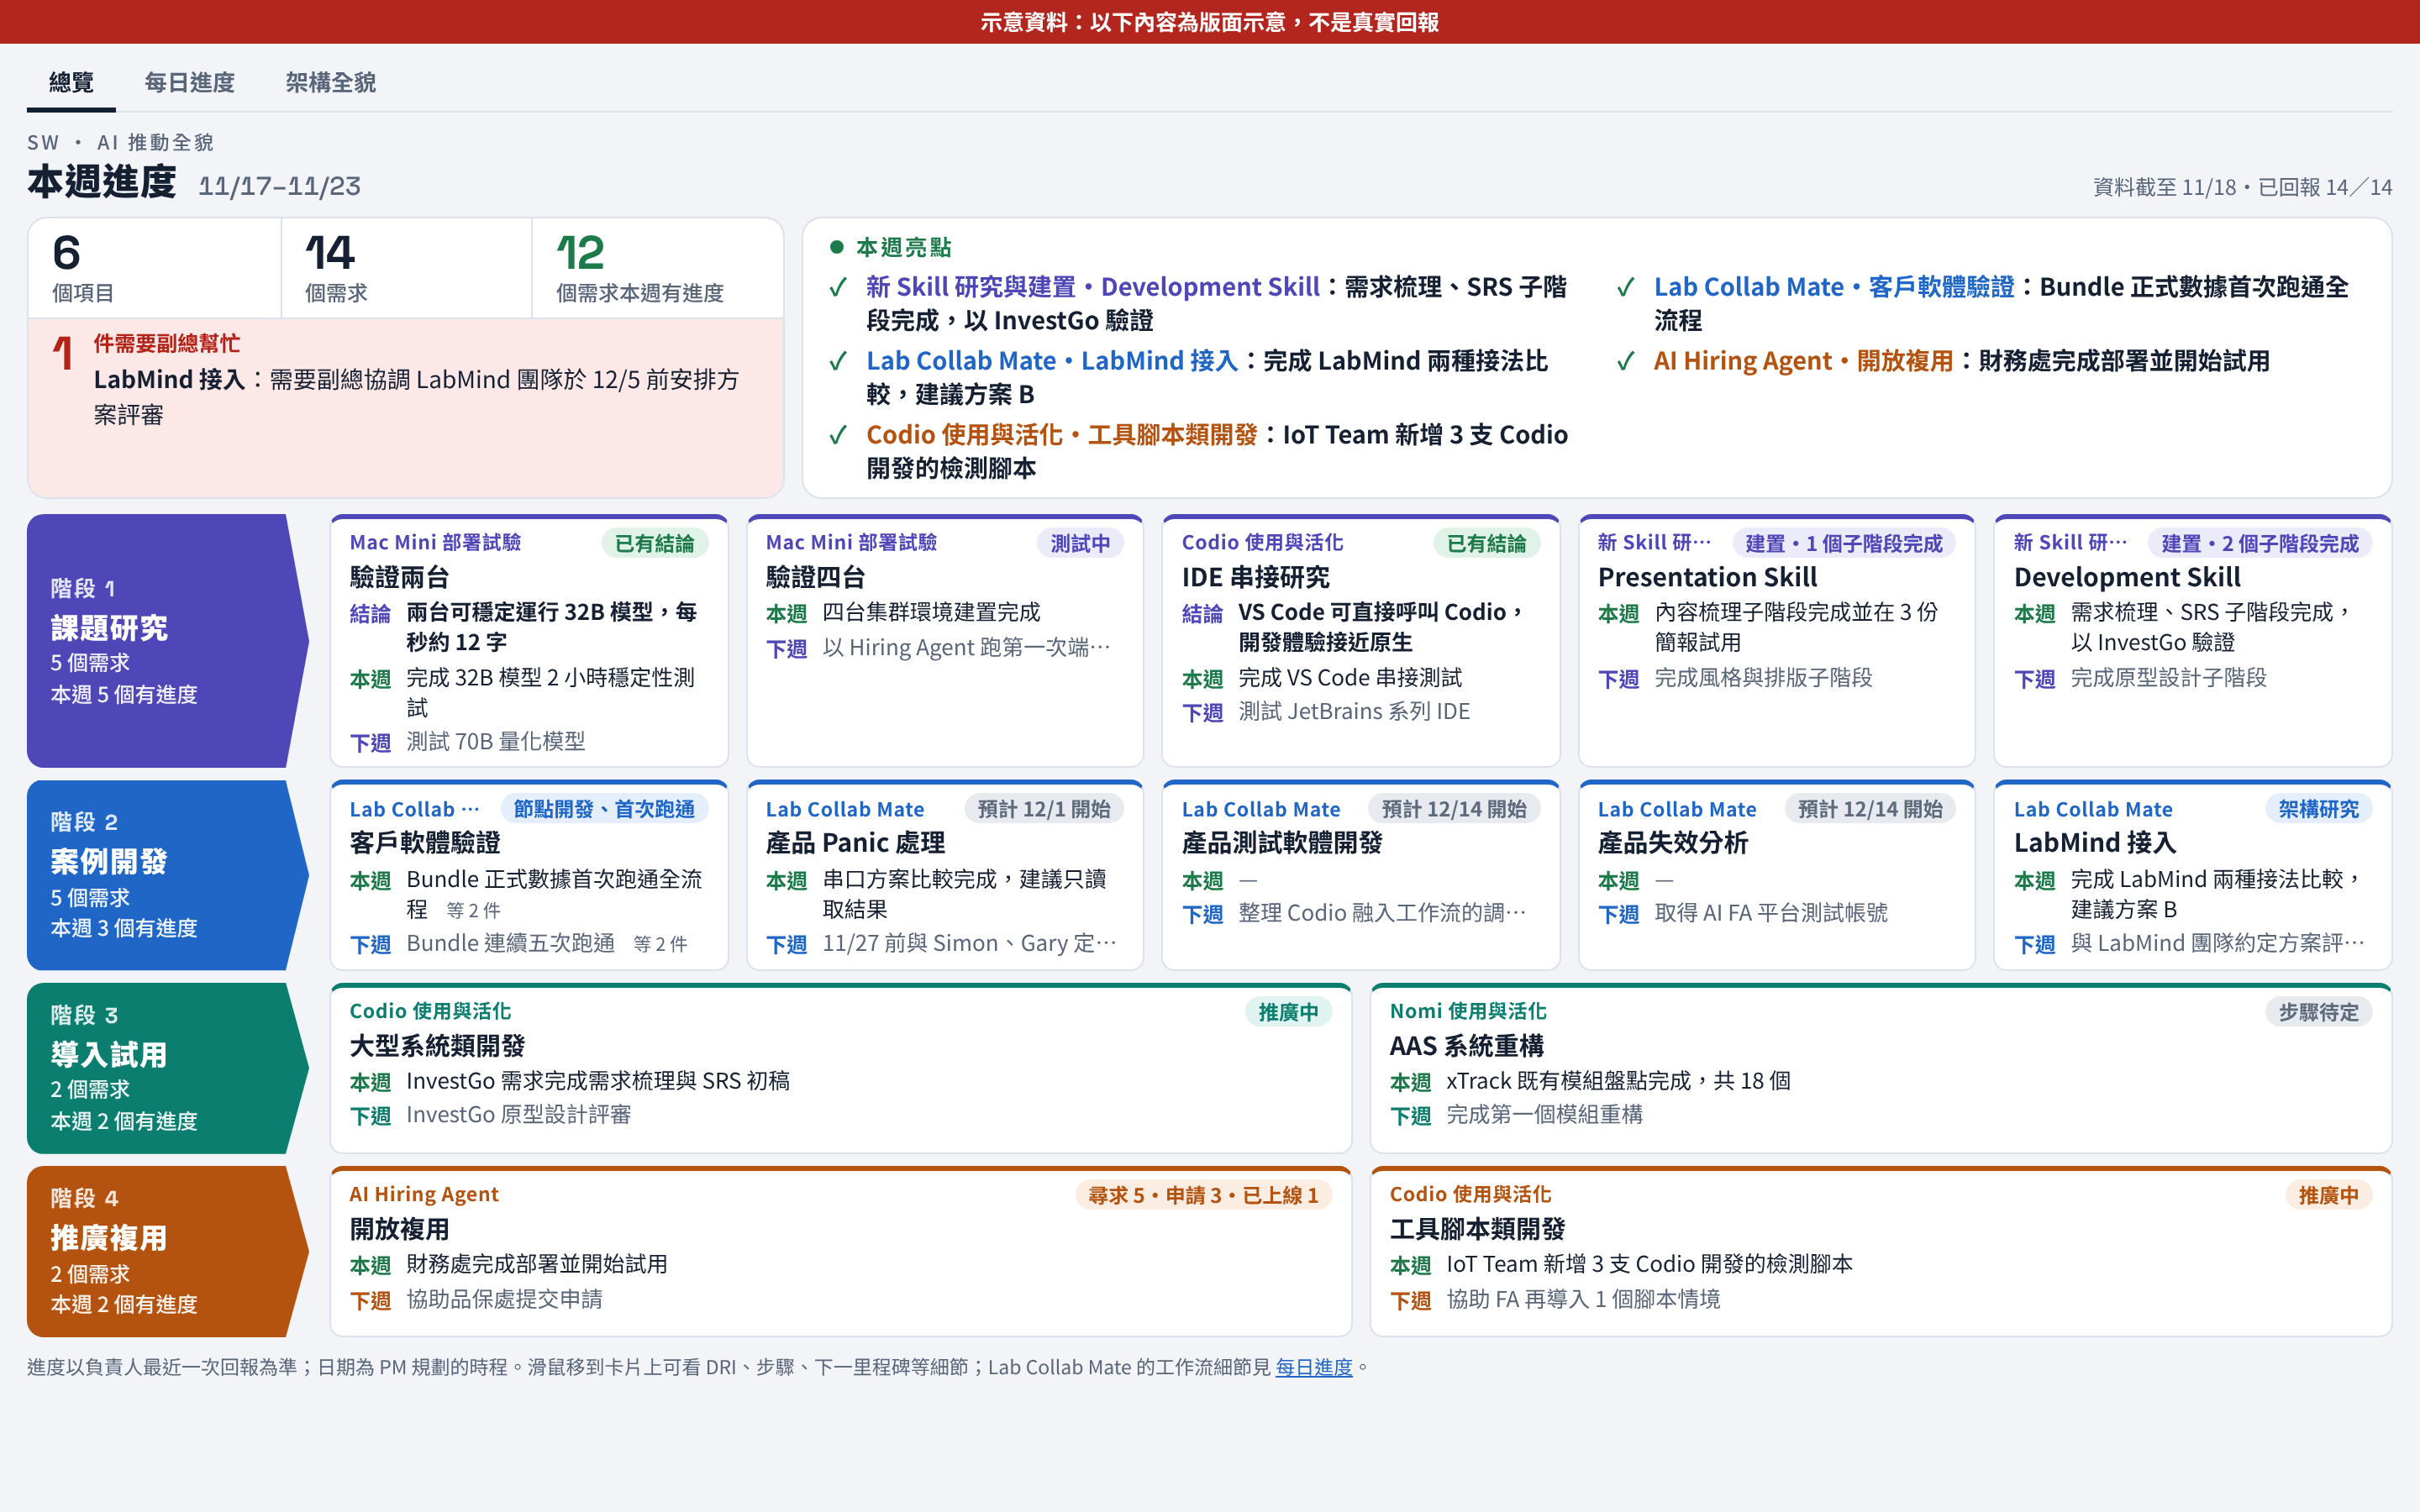 示意資料：以下內容為版面示意，不是真實回報
總覽 每日進度 架構全貌
SW ・ AI 推動全貌
本週進度 11/17–11/23
資料截至 11/18・已回報 14／14
6
個項目
14
個需求
12
個需求本週有進度
1 件需要副總幫忙
LabMind 接入：需要副總協調 LabMind 團隊於 12/5 前安排方
案評審
本週亮點
✓ 新 Skill 研究與建置・Development Skill：需求梳理、SRS 子階
段完成，以 InvestGo 驗證
✓ Lab Collab Mate・客戶軟體驗證：Bundle 正式數據首次跑通全
流程
✓ Lab Collab Mate・LabMind 接入：完成 LabMind 兩種接法比
較，建議方案 B
✓ AI Hiring Agent・開放複用：財務處完成部署並開始試用
✓ Codio 使用與活化・工具腳本類開發：IoT Team 新增 3 支 Codio
開發的檢測腳本
階段 1
課題研究
5 個需求
本週 5 個有進度
Mac Mini 部署試驗 已有結論
驗證兩台
結論 兩台可穩定運行 32B 模型，每
秒約 12 字
本週 完成 32B 模型 2 小時穩定性測
試
下週 測試 70B 量化模型
Mac Mini 部署試驗 測試中
驗證四台
本週 四台集群環境建置完成
下週 以 Hiring Agent 跑第一次端…
Codio 使用與活化 已有結論
IDE 串接研究
結論 VS Code 可直接呼叫 Codio，
開發體驗接近原生
本週 完成 VS Code 串接測試
下週 測試 JetBrains 系列 IDE
新 Skill 研… 建置・1 個子階段完成
Presentation Skill
本週 內容梳理子階段完成並在 3 份
簡報試用
下週 完成風格與排版子階段
新 Skill 研… 建置・2 個子階段完成
Development Skill
本週 需求梳理、SRS 子階段完成，
以 InvestGo 驗證
下週 完成原型設計子階段
階段 2
案例開發
5 個需求
本週 3 個有進度
Lab Collab … 節點開發、首次跑通
客戶軟體驗證
本週 Bundle 正式數據首次跑通全流
程 等 2 件
下週 Bundle 連續五次跑通 等 2 件
Lab Collab Mate 預計 12/1 開始
產品 Panic 處理
本週 串口方案比較完成，建議只讀
取結果
下週 11/27 前與 Simon、Gary 定…
Lab Collab Mate 預計 12/14 開始
產品測試軟體開發
本週 —
下週 整理 Codio 融入工作流的調…
Lab Collab Mate 預計 12/14 開始
產品失效分析
本週 —
下週 取得 AI FA 平台測試帳號
Lab Collab Mate 架構研究
LabMind 接入
本週 完成 LabMind 兩種接法比較，
建議方案 B
下週 與 LabMind 團隊約定方案評…
階段 3
導入試用
2 個需求
本週 2 個有進度
Codio 使用與活化 推廣中
大型系統類開發
本週 InvestGo 需求完成需求梳理與 SRS 初稿
下週 InvestGo 原型設計評審
Nomi 使用與活化 步驟待定
AAS 系統重構
本週 xTrack 既有模組盤點完成，共 18 個
下週 完成第一個模組重構
階段 4
推廣複用
2 個需求
本週 2 個有進度
AI Hiring Agent 尋求 5・申請 3・已上線 1
開放複用
本週 財務處完成部署並開始試用
下週 協助品保處提交申請
Codio 使用與活化 推廣中
工具腳本類開發
本週 IoT Team 新增 3 支 Codio 開發的檢測腳本
下週 協助 FA 再導入 1 個腳本情境
進度以負責人最近一次回報為準；日期為 PM 規劃的時程。滑鼠移到卡片上可看 DRI、步驟、下一里程碑等細節；Lab Collab Mate 的工作流細節見 每日進度。